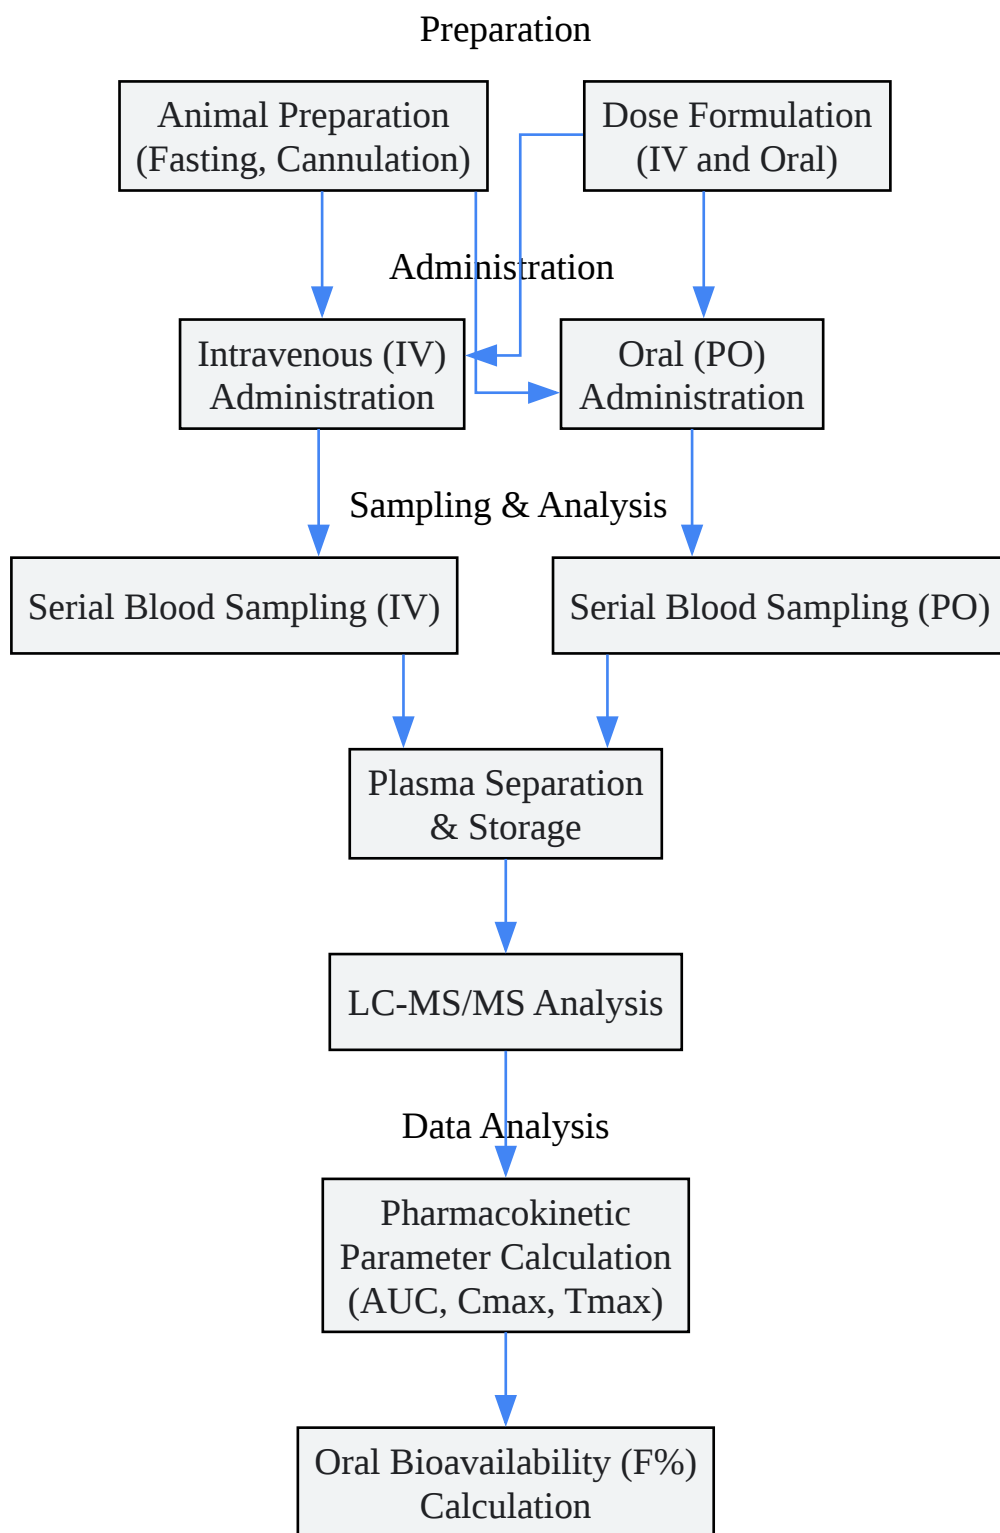 Preparation
Animal Preparation
(Fasting, Cannulation)
Dose Formulation
(IV and Oral)
Administration
Intravenous (IV)
Administration
Oral (PO)
Administration
Sampling & Analysis
Serial Blood Sampling (IV)
Serial Blood Sampling (PO)
Plasma Separation
& Storage
LC-MS/MS Analysis
Data Analysis
Pharmacokinetic
Parameter Calculation
(AUC, Cmax, Tmax)
Oral Bioavailability (F%)
Calculation